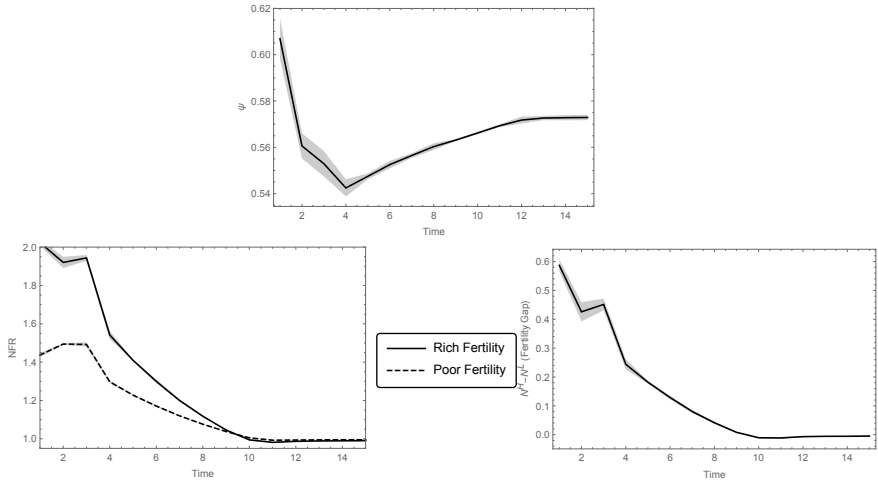 0.62
0.60
0.58
0.56
0.54
ψ
2 4 6 8 10 12 14
Time
2.0
1.8
1.6
1.4
1.2
1.0
NFR
2 4 6 8 10 12 14
Time
Rich Fertility
Poor Fertility
0.6
0.5
0.4
0.3
0.2
0.1
0.0
N^H-N^L (Fertility Gap)
2 4 6 8 10 12 14
Time